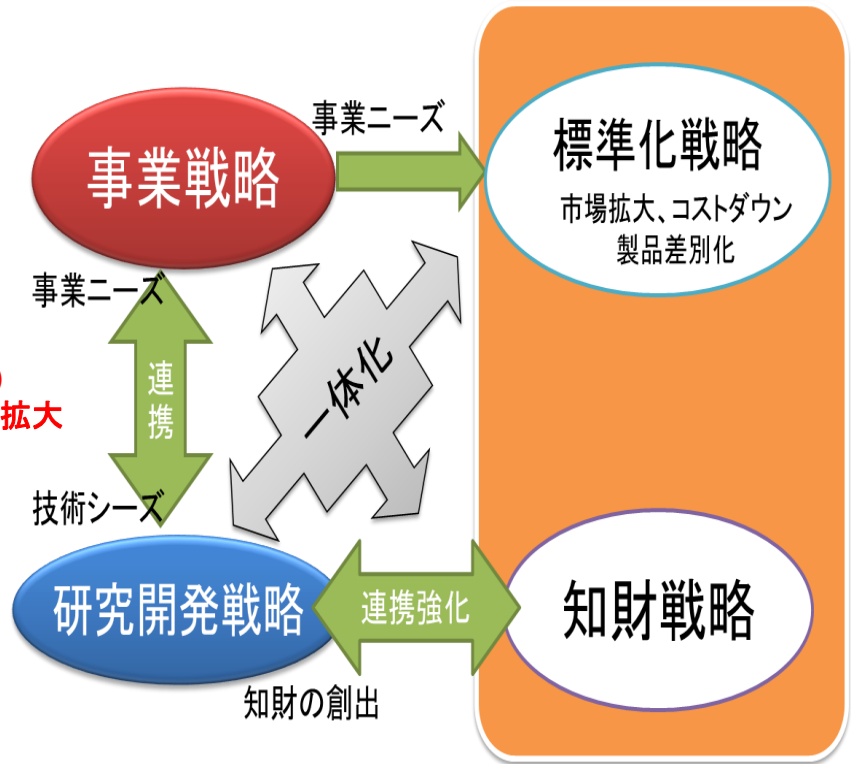 事業ニーズ
事業戦略
標準化戦略
市場拡大、コストダウン
製品差別化
事業ニーズ
連携
一体化
拡大
技術シーズ
研究開発戦略
連携強化
知財戦略
知財の創出